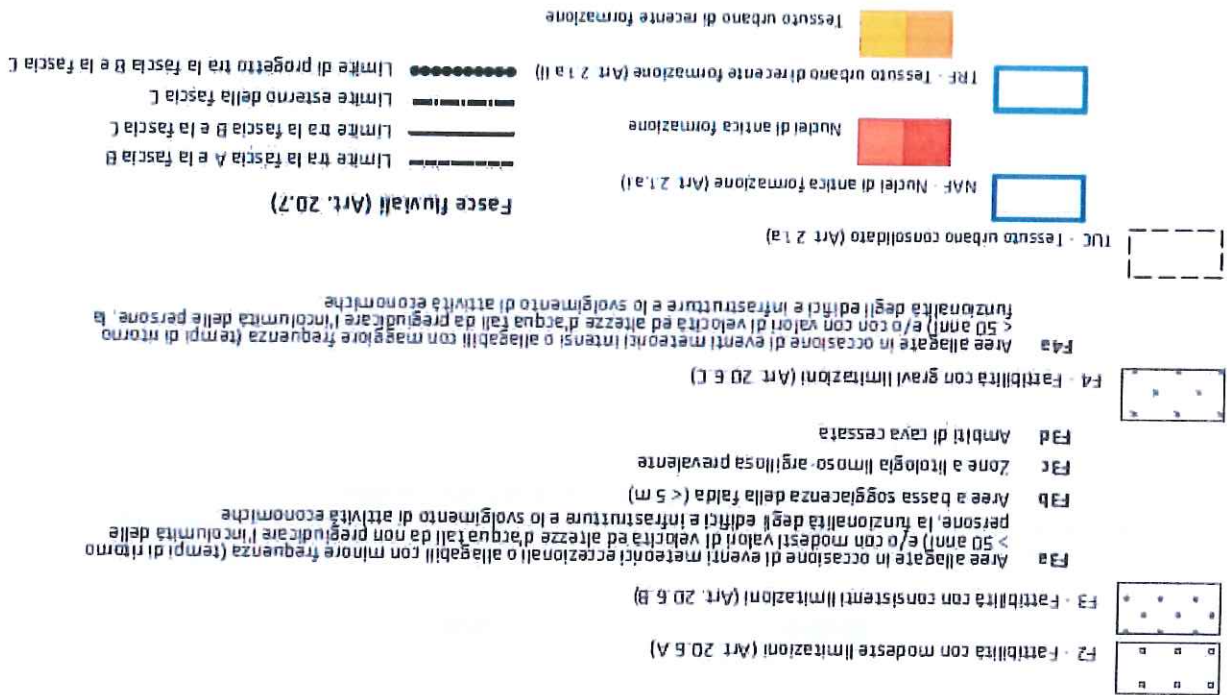 F2 - Fattibilità con modeste limitazioni (Art. 20.6 A)
F3 - Fattibilità con consistenti limitazioni (Art. 20.6 B)
F3a Aree allagate in occasione di eventi meteorici eccezionali o allagabili con minore frequenza (tempi di ritorno
> 50 anni) e/o con modesti valori di velocità ed altezze d'acqua tali da non pregiudicare l'incolumità delle
persone, la funzionalità degli edifici e infrastrutture e lo svolgimento di attività economiche
F3b Aree a bassa soggiacenza della falda (< 5 m)
F3c Zone a litologia limoso-argillosa prevalente
F3d Ambiti di cava cessata
F4 - Fattibilità con gravi limitazioni (Art. 20.6 C)
F4a Aree allagate in occasione di eventi meteorici intensi o allagabili con maggiore frequenza (tempi di ritorno
< 50 anni) e/o con con valori di velocità ed altezze d'acqua tali da pregiudicare l'incolumità delle persone, la
funzionalità degli edifici e infrastrutture e lo svolgimento di attività economiche
TUC - Tessuto urbano consolidato (Art. 21 a)
NAF - Nuclei di antica formazione (Art. 21.a i)
Nuclei di antica formazione
TRF - Tessuto urbano di recente formazione (Art. 21 a ii)
Tessuto urbano di recente formazione
Fasce fluviali (Art. 20.7)
Limite tra la fascia A e la fascia B
Limite tra la fascia B e la fascia C
Limite esterno della fascia C
Limite di progetto tra la fascia B e la fascia C